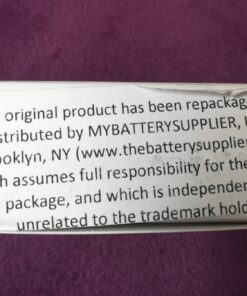 original product has been repackag
stributed by MYBATTERYSUPPLIER, I
ooklyn, NY (www.thebatterysupplier
h assumes full responsibility for the
package, and which is independen
unrelated to the trademark hold